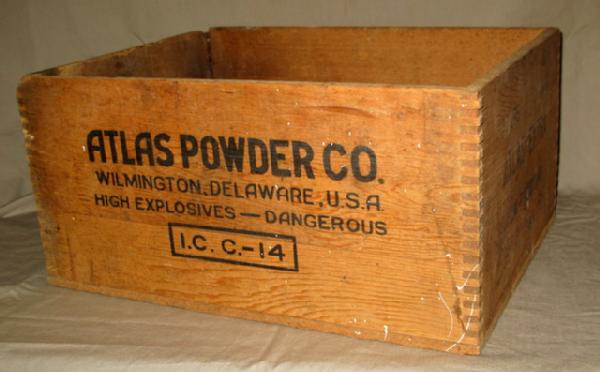 ATLAS POWDER CO.
WILMINGTON, DELAWARE, U.S.A.
HIGH EXPLOSIVES — DANGEROUS
I.C.C.-14